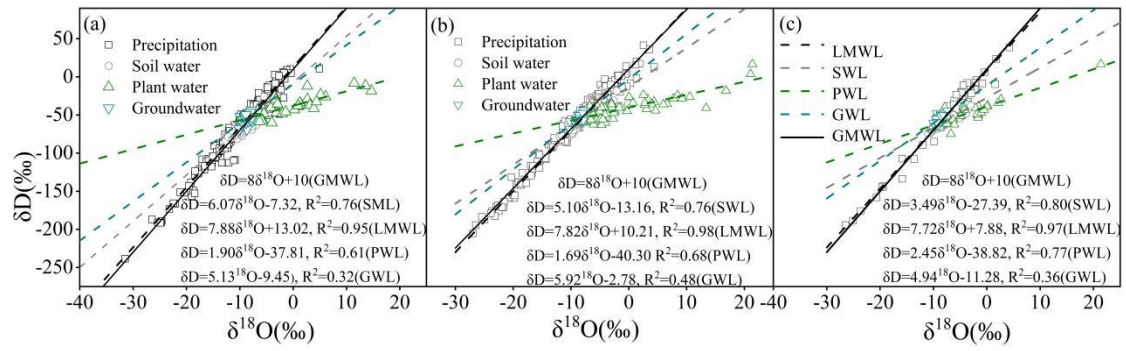 (a)
Precipitation
Soil water
Plant water
Groundwater
δD=8δ¹⁸O+10(GMWL)
δD=6.07δ¹⁸O-7.32, R²=0.76(SML)
δD=7.88δ¹⁸O+13.02, R²=0.95(LMWL)
δD=1.90δ¹⁸O-37.81, R²=0.61(PWL)
δD=5.13¹⁸O-9.45), R²=0.32(GWL)
(b)
Precipitation
Soil water
Plant water
Groundwater
δD=8δ¹⁸O+10(GMWL)
δD=5.10δ¹⁸O-13.16, R²=0.76(SWL)
δD=7.82δ¹⁸O+10.21, R²=0.98(LMWL)
δD=1.69δ¹⁸O-40.30 R²=0.68(PWL)
δD=5.92¹⁸O-2.78, R²=0.48(GWL)
(c)
LMWL
SWL
PWL
GWL
GMWL
δD=8δ¹⁸O+10(GMWL)
δD=3.49δ¹⁸O-27.39, R²=0.80(SWL)
δD=7.72δ¹⁸O+7.88, R²=0.97(LMWL)
δD=2.45δ¹⁸O-38.82, R²=0.77(PWL)
δD=4.94δ¹⁸O-11.28, R²=0.36(GWL)
50
0
-50
-100
-150
-200
-250
δD(‰)
-40 -30 -20 -10 0 10 20
-30 -20 -10 0 10 20
-40 -30 -20 -10 0 10 20
δ¹⁸O(‰)
δ¹⁸O(‰)
δ¹⁸O(‰)